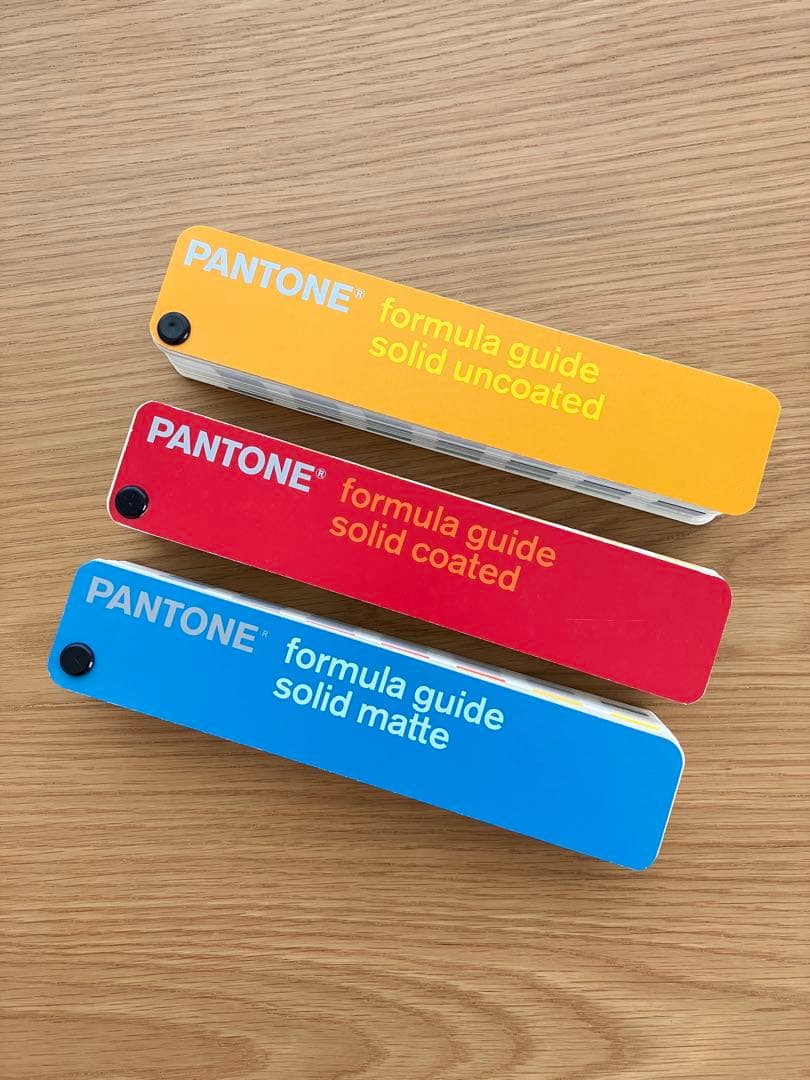 PANTONE®
formula guide
solid uncoated
PANTONE®
formula guide
solid coated
PANTONE®
formula guide
solid matte